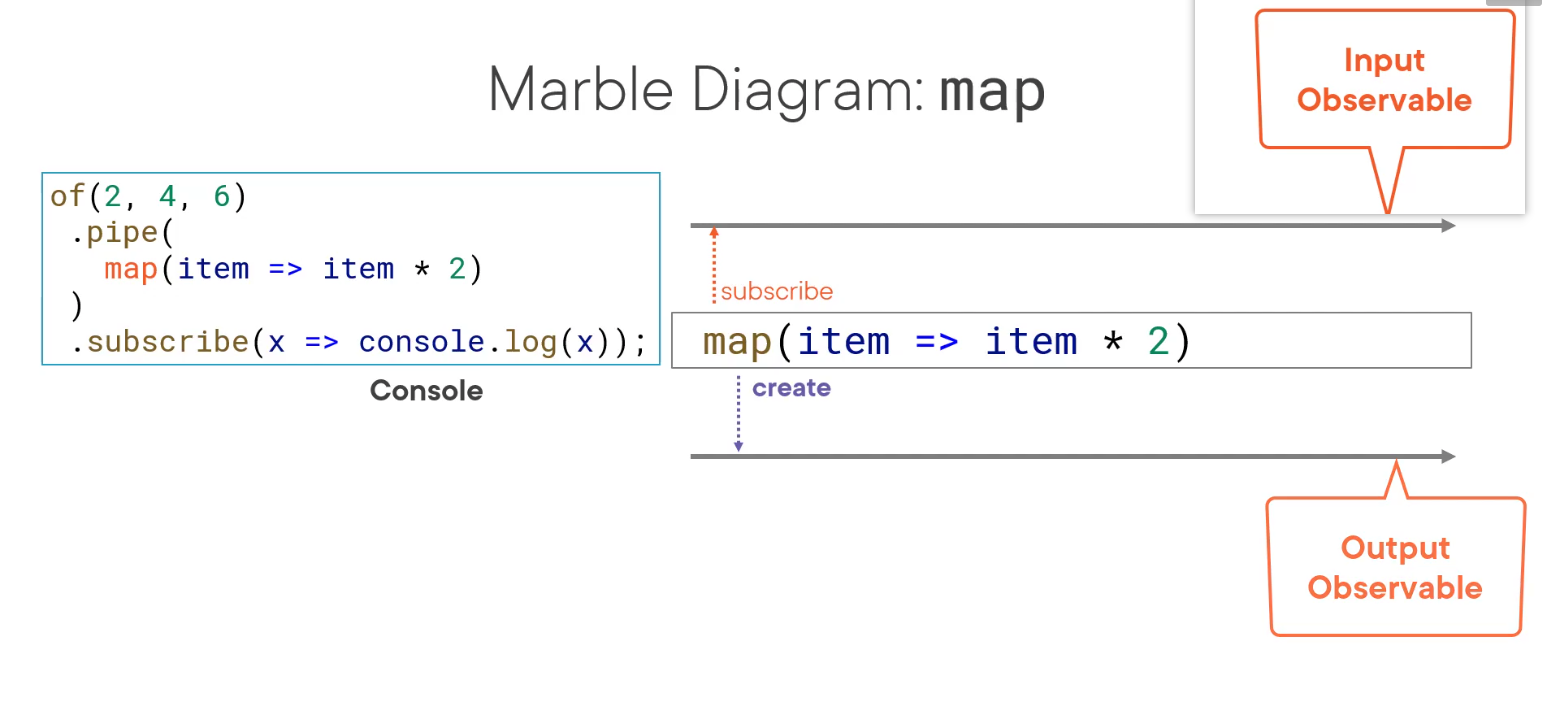 Input
Observable
Marble Diagram: map
of(2, 4, 6)
.pipe(
map(item => item * 2)
)
.subscribe(x => console.log(x));
Console
subscribe
map(item => item * 2)
create
Output
Observable